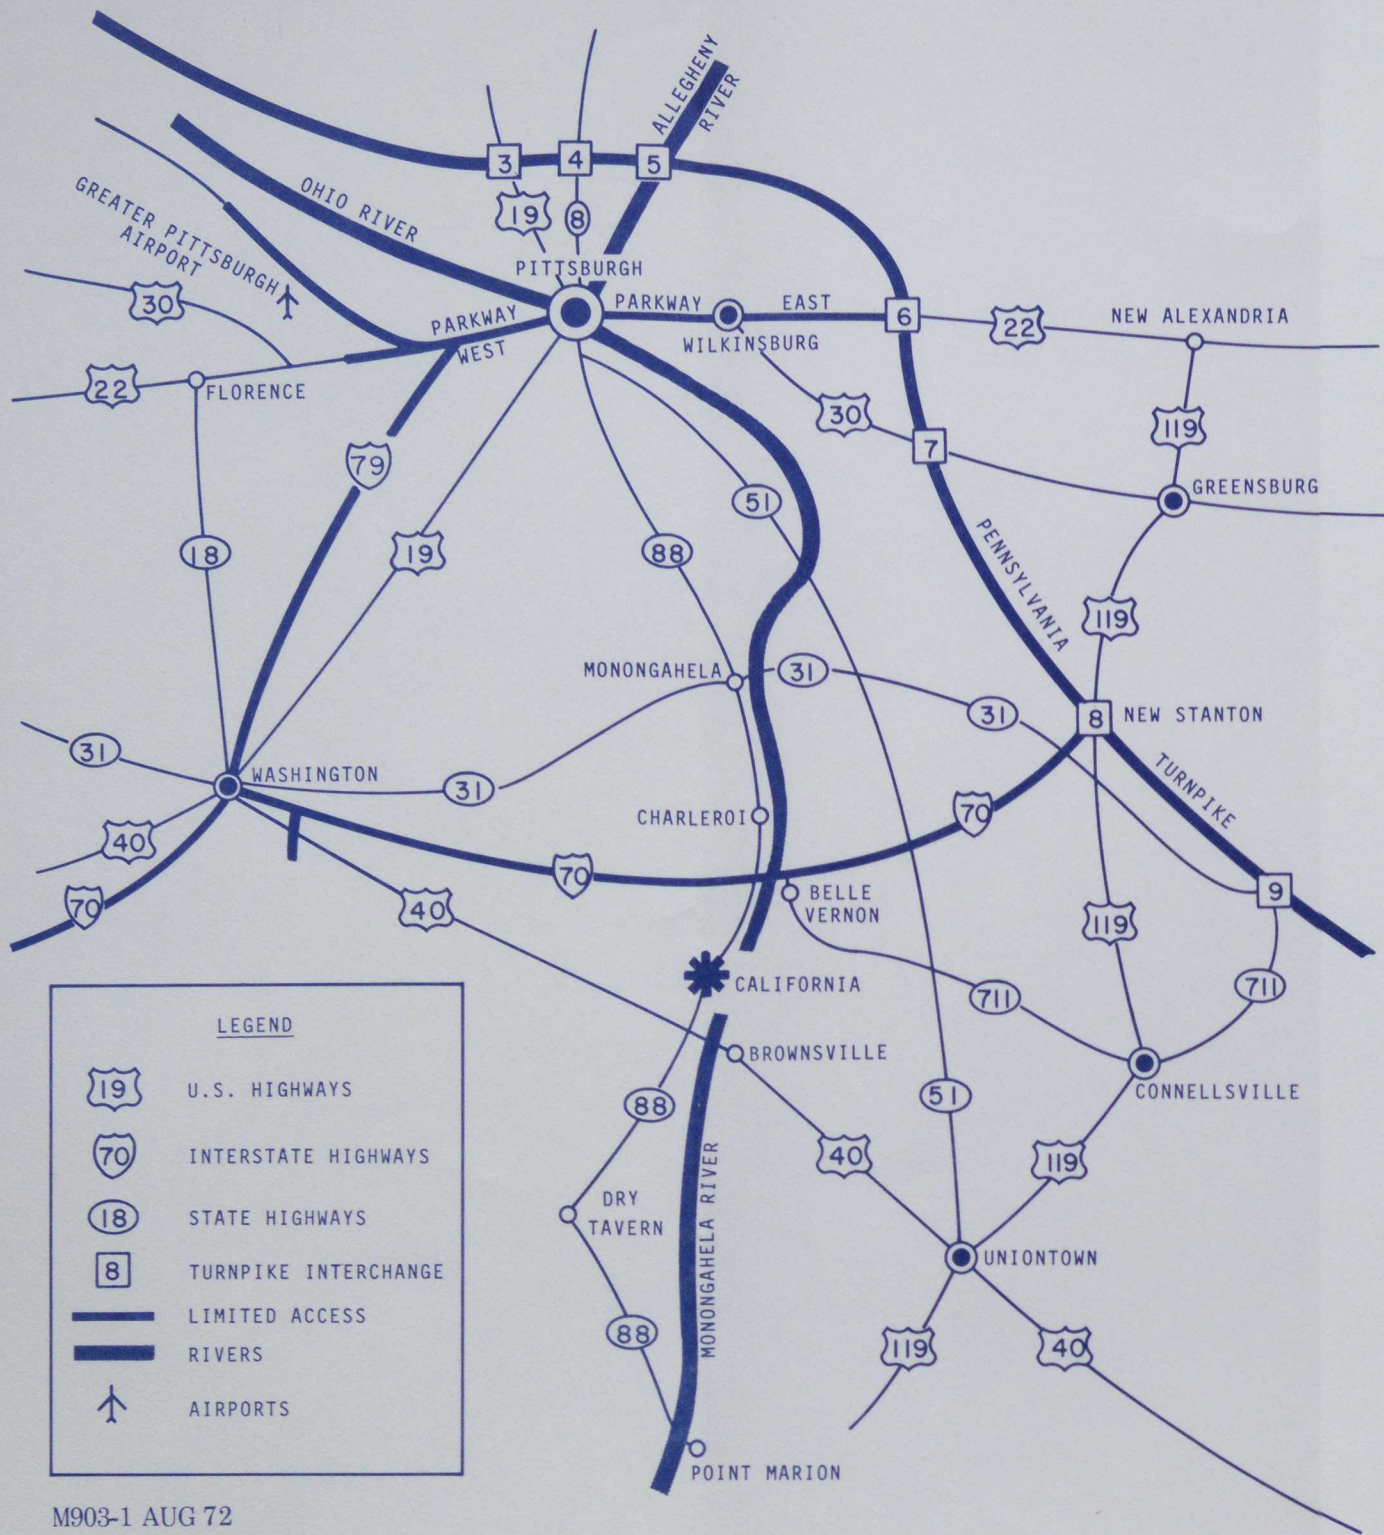 ALLEGHENY
RIVER
3
4
5
19
8
OHIO RIVER
GREATER PITTSBURGH
AIRPORT
PITTSBURGH
30
PARKWAY
WEST
PARKWAY
EAST
6
22
NEW ALEXANDRIA
WILKINSBURG
22
FLORENCE
30
119
7
79
GREENSBURG
51
18
19
88
PENNSYLVANIA
119
MONONGAHELA
31
31
8
NEW STANTON
31
WASHINGTON
31
TURNPIKE
40
CHARLEROI
70
70
70
40
BELLE
VERNON
9
119
CALIFORNIA
711
711
BROWNSVILLE
CONNELLSVILLE
88
51
40
119
MONONGAHELA RIVER
DRY
TAVERN
UNIONTOWN
88
119
40
POINT MARION
LEGEND
19 U.S. HIGHWAYS
70 INTERSTATE HIGHWAYS
18 STATE HIGHWAYS
8 TURNPIKE INTERCHANGE
LIMITED ACCESS
RIVERS
AIRPORTS
M903-1 AUG 72